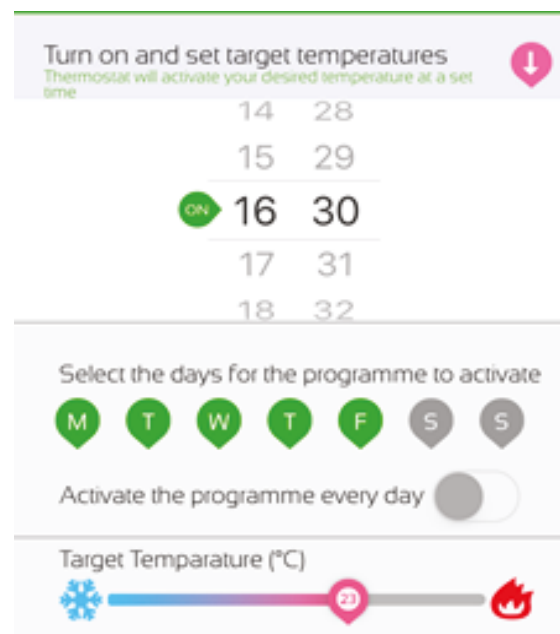 Turn on and set target temperatures
Thermostat will activate your desired temperature at a set
time
14 28
15 29
ON 16 30
17 31
18 32
Select the days for the programme to activate
M T W T F S S
Activate the programme every day
Target Temparature (°C)
23